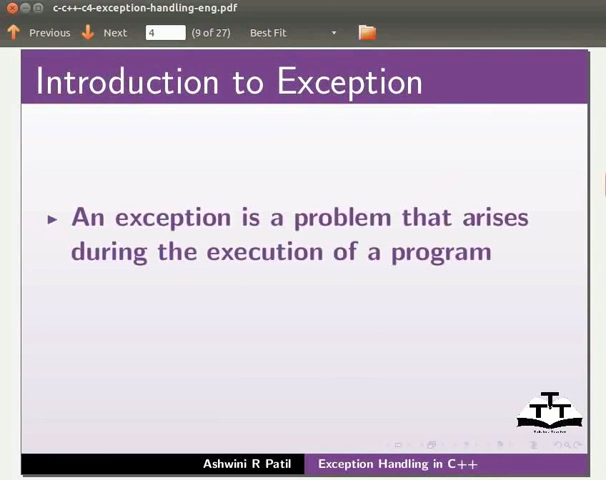 c-c++-c4-exception-handling-eng.pdf
Previous Next 4 (9 of 27) Best Fit
Introduction to Exception
An exception is a problem that arises
during the execution of a program
Ashwini R Patil Exception Handling in C++